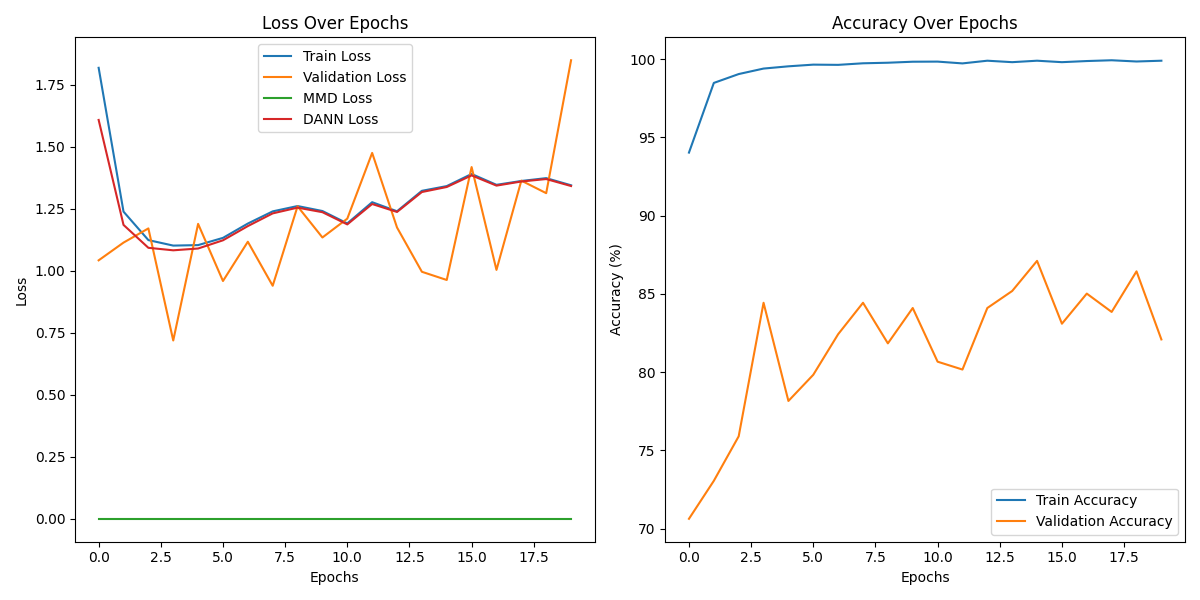 Loss Over Epochs
Train Loss
Validation Loss
MMD Loss
DANN Loss
Loss
1.75
1.50
1.25
1.00
0.75
0.50
0.25
0.00
0.0 2.5 5.0 7.5 10.0 12.5 15.0 17.5
Epochs
Accuracy Over Epochs
Accuracy (%)
100
95
90
85
80
75
70
Train Accuracy
Validation Accuracy
0.0 2.5 5.0 7.5 10.0 12.5 15.0 17.5
Epochs